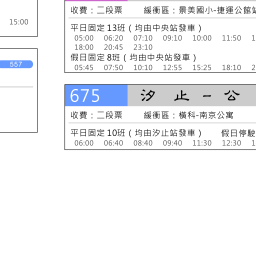 15:00
557
收費：二段票　緩衝區：景美國小-捷運公館
平日固定13班（均由中央站發車）
05:00 06:20 07:10 09:10 10:00 11:50
18:00 20:45 23:10
假日固定8班（均由中央站發車）
05:45 07:50 10:10 12:55 15:25 18:10
675 汐止－公
收費：二段票　緩衝區：橫科-南京公寓
平日固定10班（均由汐止站發車）　假日停駛
06:00 06:40 08:40 09:40 11:30 12:30